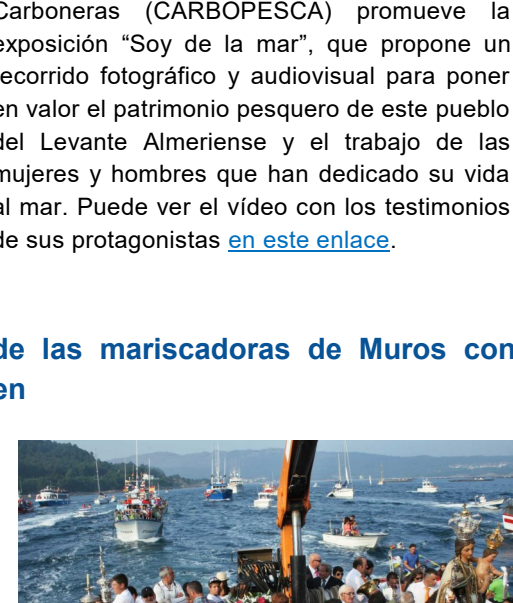 Carboneras (CARBOPESCA) promueve la
exposición “Soy de la mar”, que propone un
recorrido fotográfico y audiovisual para poner
en valor el patrimonio pesquero de este pueblo
del Levante Almeriense y el trabajo de las
mujeres y hombres que han dedicado su vida
al mar. Puede ver el vídeo con los testimonios
de sus protagonistas en este enlace.
de las mariscadoras de Muros con
en